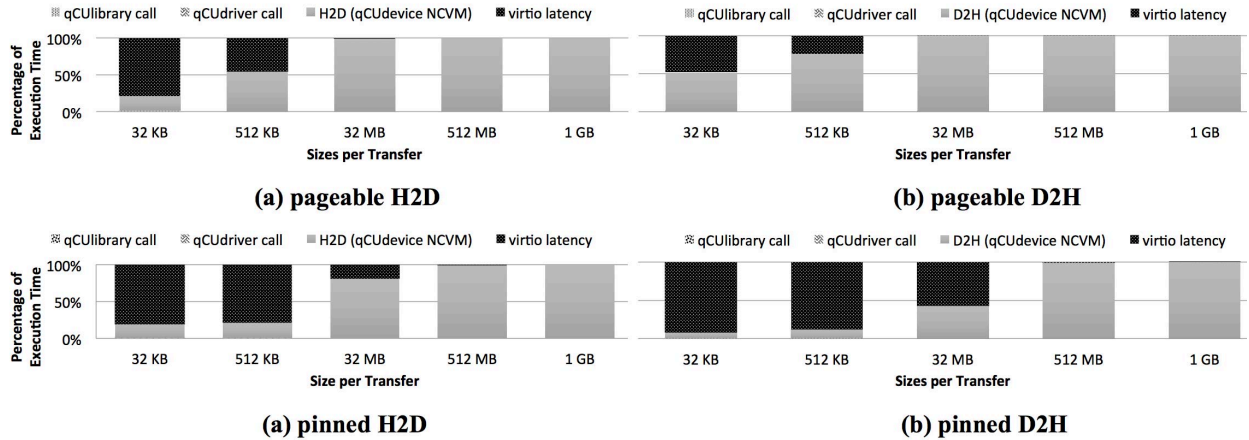 qCUlibrary call qCUdriver call H2D (qCUdevice NCVM) virtio latency
Percentage of
Execution Time
100%
50%
0%
32 KB 512 KB 32 MB 512 MB 1 GB
Sizes per Transfer
(a) pageable H2D
qCUlibrary call qCUdriver call D2H (qCUdevice NCVM) virtio latency
32 KB 512 KB 32 MB 512 MB 1 GB
Sizes per Transfer
(b) pageable D2H
qCUlibrary call qCUdriver call H2D (qCUdevice NCVM) virtio latency
Percentage of
Execution Time
100%
50%
0%
32 KB 512 KB 32 MB 512 MB 1 GB
Size per Transfer
(a) pinned H2D
qCUlibrary call qCUdriver call D2H (qCUdevice NCVM) virtio latency
32 KB 512 KB 32 MB 512 MB 1 GB
Sizes per Transfer
(b) pinned D2H